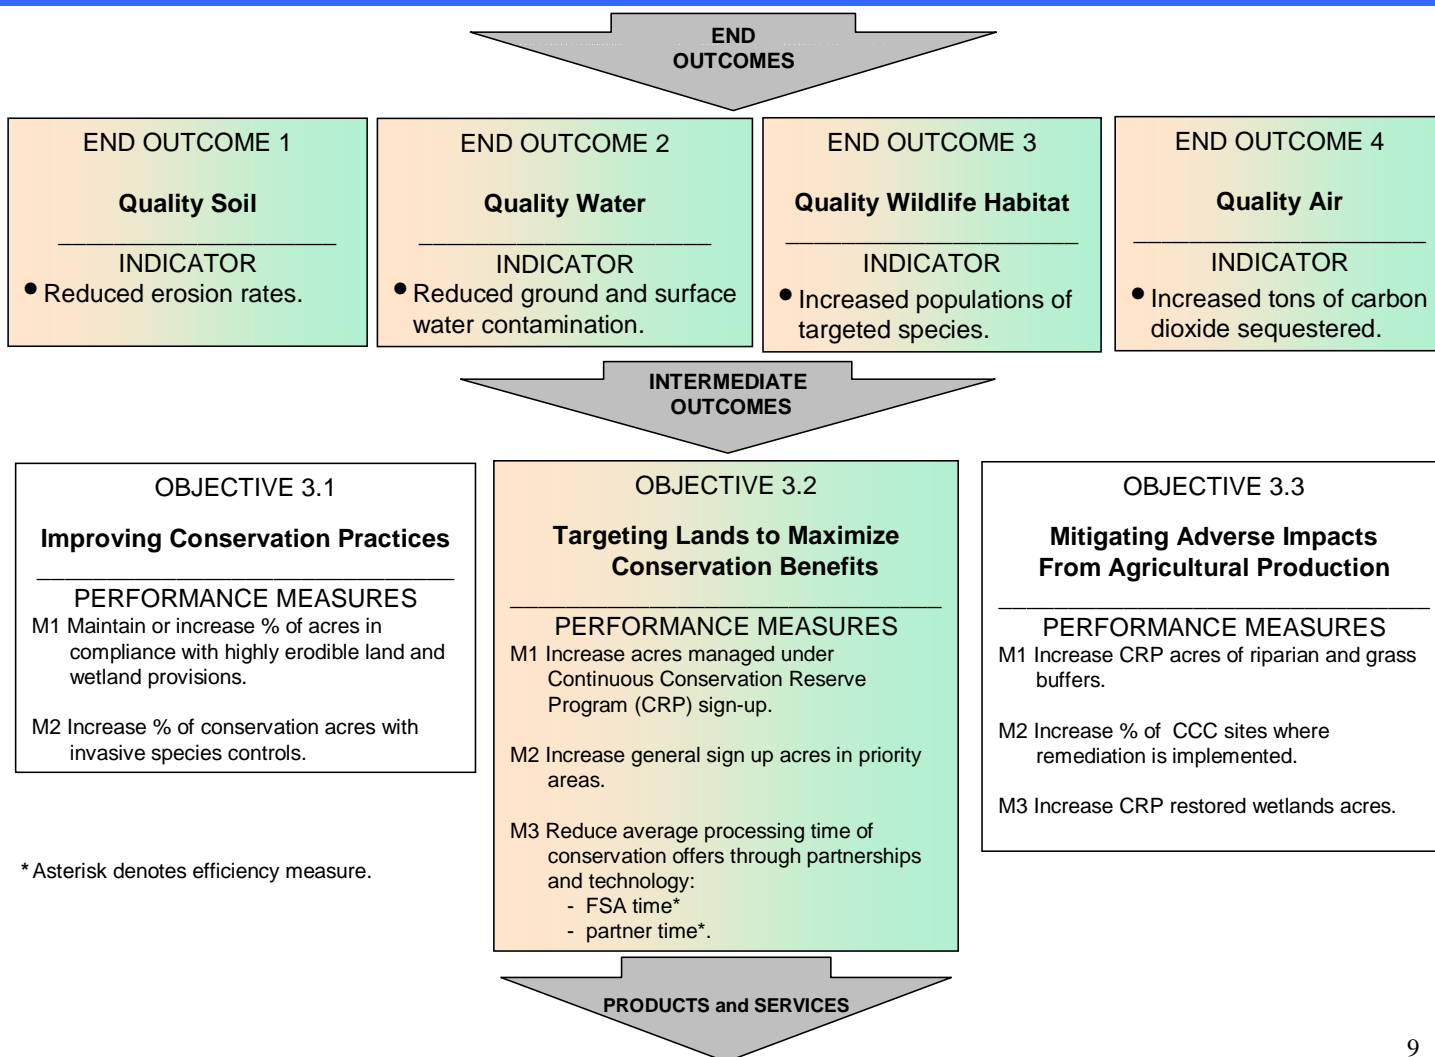 END
OUTCOMES
END OUTCOME 1
Quality Soil
INDICATOR
• Reduced erosion rates.
END OUTCOME 2
Quality Water
INDICATOR
• Reduced ground and surface
water contamination.
END OUTCOME 3
Quality Wildlife Habitat
INDICATOR
• Increased populations of
targeted species.
END OUTCOME 4
Quality Air
INDICATOR
• Increased tons of carbon
dioxide sequestered.
INTERMEDIATE
OUTCOMES
OBJECTIVE 3.1
Improving Conservation Practices
PERFORMANCE MEASURES
M1 Maintain or increase % of acres in
compliance with highly erodible land and
wetland provisions.
M2 Increase % of conservation acres with
invasive species controls.
OBJECTIVE 3.2
Targeting Lands to Maximize
Conservation Benefits
PERFORMANCE MEASURES
M1 Increase acres managed under
Continuous Conservation Reserve
Program (CRP) sign-up.
M2 Increase general sign up acres in priority
areas.
M3 Reduce average processing time of
conservation offers through partnerships
and technology:
- FSA time*
- partner time*.
OBJECTIVE 3.3
Mitigating Adverse Impacts
From Agricultural Production
PERFORMANCE MEASURES
M1 Increase CRP acres of riparian and grass
buffers.
M2 Increase % of CCC sites where
remediation is implemented.
M3 Increase CRP restored wetlands acres.
* Asterisk denotes efficiency measure.
PRODUCTS and SERVICES
9